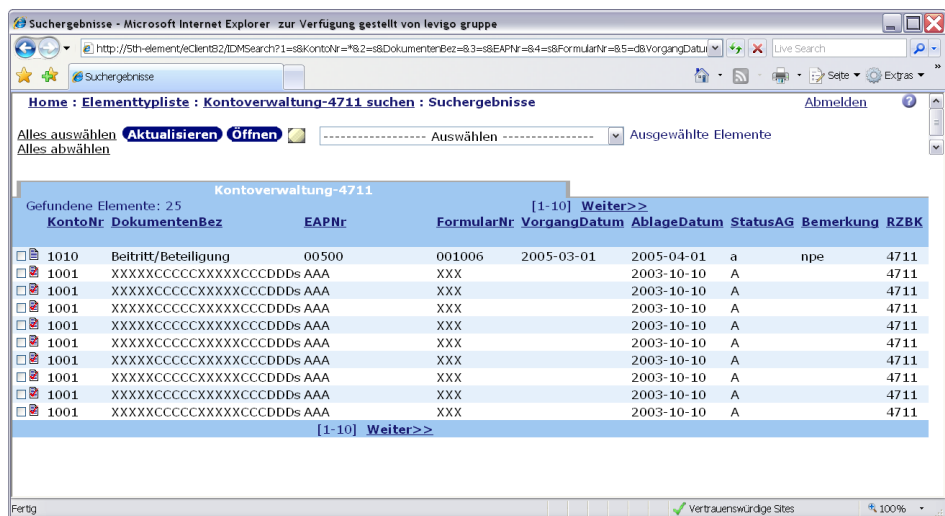 Suchergebnisse - Microsoft Internet Explorer zur Verfügung gestellt von levigo gruppe
http://5th-element/eClient82/IDMSearch?1=s&KontoNr=*&2=s&DokumentenBez=&3=s&EAPNr=&4=s&FormularNr=&5=d&VorgangDatu
Live Search
Suchergebnisse
Seite
Extras
Home : Elementtypliste : Kontoverwaltung-4711 suchen : Suchergebnisse
Abmelden
Alles auswählen Aktualisieren Öffnen ------------------ Auswählen ---------------- Ausgewählte Elemente
Alles abwählen
Kontoverwaltung-4711
Gefundene Elemente: 25 [1-10] Weiter>>
KontoNr DokumentenBez EAPNr FormularNr VorgangDatum AblageDatum StatusAG Bemerkung RZBK
1010 Beitritt/Beteiligung 00500 001006 2005-03-01 2005-04-01 a npe 4711
1001 XXXXXCCCCCXXXXXCCCDDDs AAA XXX 2003-10-10 A 4711
1001 XXXXXCCCCCXXXXXCCCDDDs AAA XXX 2003-10-10 A 4711
1001 XXXXXCCCCCXXXXXCCCDDDs AAA XXX 2003-10-10 A 4711
1001 XXXXXCCCCCXXXXXCCCDDDs AAA XXX 2003-10-10 A 4711
1001 XXXXXCCCCCXXXXXCCCDDDs AAA XXX 2003-10-10 A 4711
1001 XXXXXCCCCCXXXXXCCCDDDs AAA XXX 2003-10-10 A 4711
1001 XXXXXCCCCCXXXXXCCCDDDs AAA XXX 2003-10-10 A 4711
1001 XXXXXCCCCCXXXXXCCCDDDs AAA XXX 2003-10-10 A 4711
1001 XXXXXCCCCCXXXXXCCCDDDs AAA XXX 2003-10-10 A 4711
[1-10] Weiter>>
Fertig
Vertrauenswürdige Sites
100%